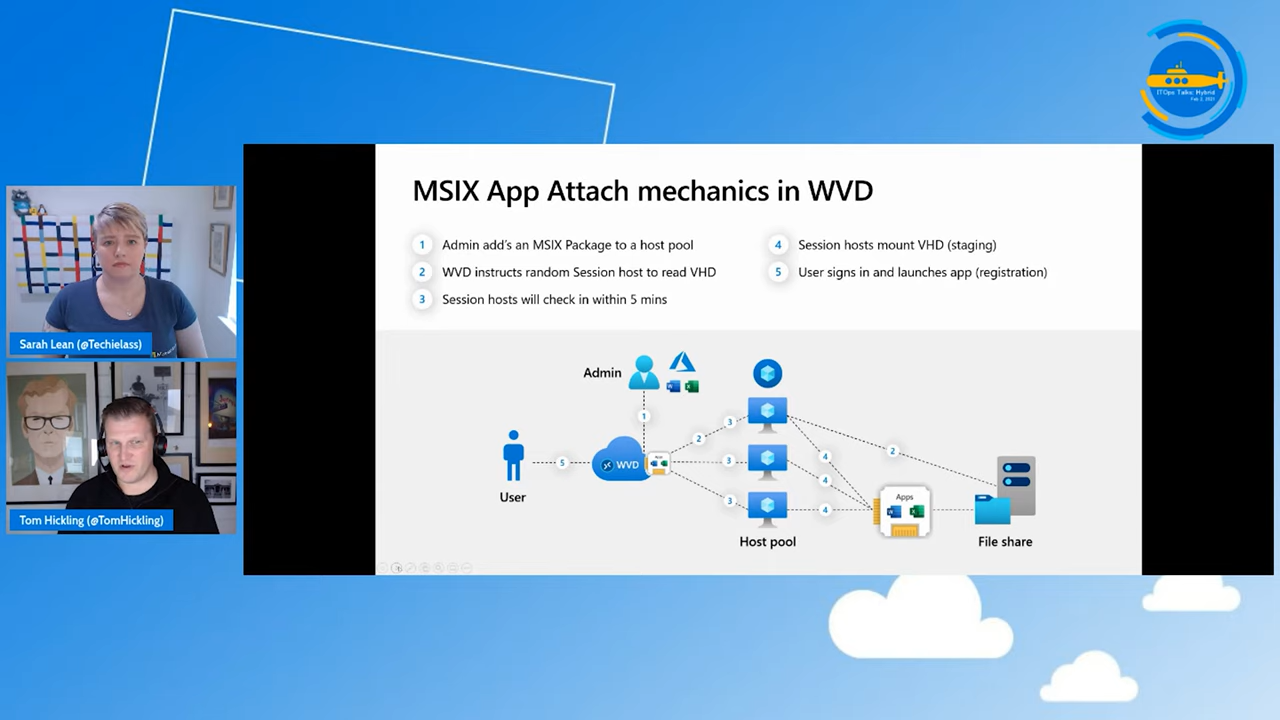 ITOps Talks: Hybrid
Feb 2, 2021
MSIX App Attach mechanics in WVD
1 Admin add's an MSIX Package to a host pool
2 WVD instructs random Session host to read VHD
3 Session hosts will check in within 5 mins
4 Session hosts mount VHD (staging)
5 User signs in and launches app (registration)
Sarah Lean (@Techielass)
Tom Hickling (@TomHickling)
Admin
1
3
2
2
5
WVD
3
4
4
3
4
Apps
User
Host pool
File share